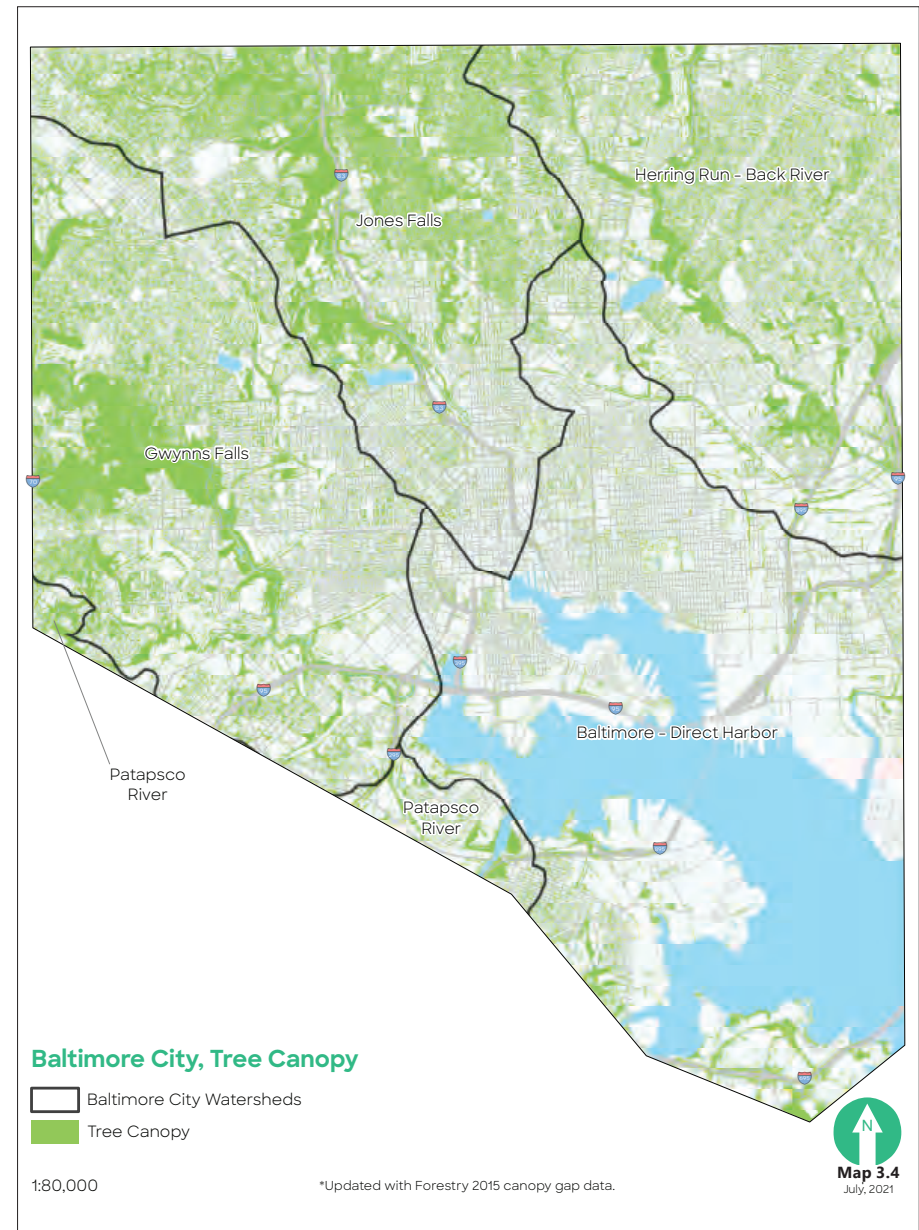 Herring Run - Back River
Jones Falls
Gwynns Falls
Baltimore - Direct Harbor
Patapsco
River
Patapsco
River
Baltimore City, Tree Canopy
Baltimore City Watersheds
Tree Canopy
1:80,000
*Updated with Forestry 2015 canopy gap data.
N
Map 3.4
July, 2021
95
95